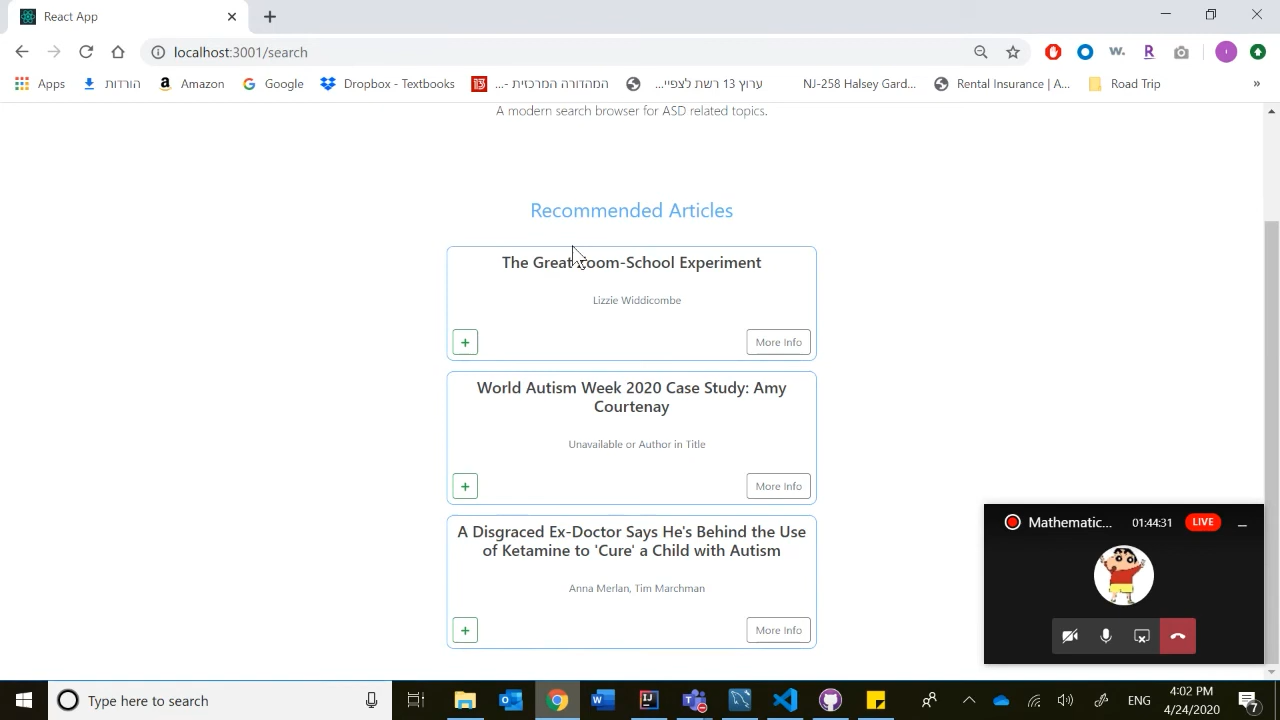 React App
localhost:3001/search
Apps
הורדות
Amazon
Google
Dropbox - Textbooks
המהדורה המרכזית - ...
ערוץ 13 רשת לצפיי...
NJ-258 Halsey Gard...
Rental Insurance | A...
Road Trip
»
A modern search browser for ASD related topics.
Recommended Articles
The Great Room-School Experiment
Lizzie Widdicombe
+
More Info
World Autism Week 2020 Case Study: Amy
Courtenay
Unavailable or Author in Title
+
More Info
A Disgraced Ex-Doctor Says He's Behind the Use
of Ketamine to 'Cure' a Child with Autism
Anna Merlan, Tim Marchman
+
More Info
Mathematic...
01:44:31
LIVE
Type here to search
ENG
4:02 PM
4/24/2020
7